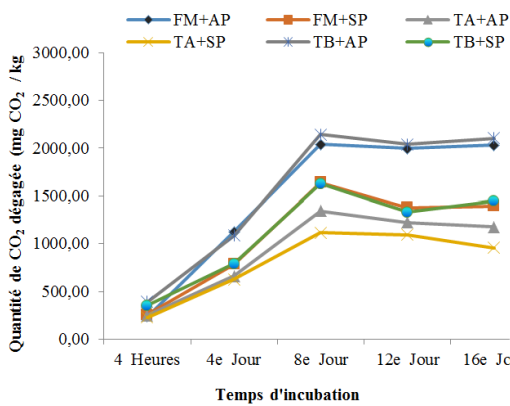 FM+AP FM+SP TA+AP
TA+SP TB+AP TB+SP
Quantité de CO2 dégagée (mg CO2 / kg
3000,00
2500,00
2000,00
1500,00
1000,00
500,00
0,00
4 Heures 4e Jour 8e Jour 12e Jour 16e Jo
Temps d'incubation